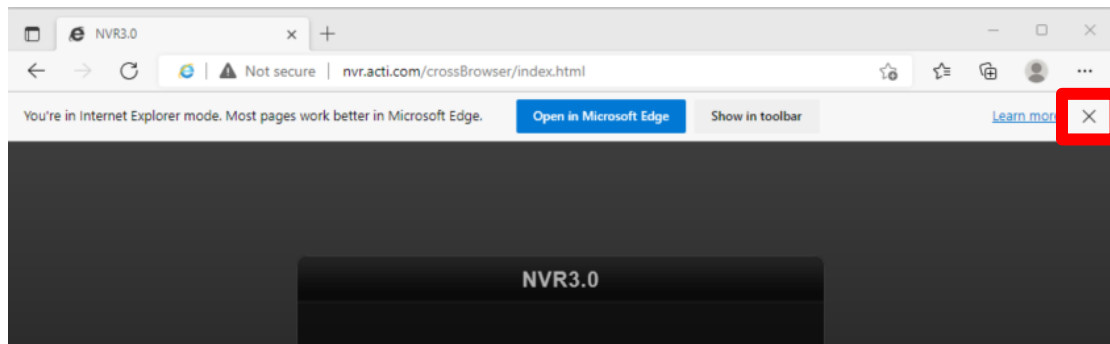 NVR3.0
Not secure nvr.acti.com/crossBrowser/index.html
You're in Internet Explorer mode. Most pages work better in Microsoft Edge. Open in Microsoft Edge Show in toolbar Learn more
NVR3.0